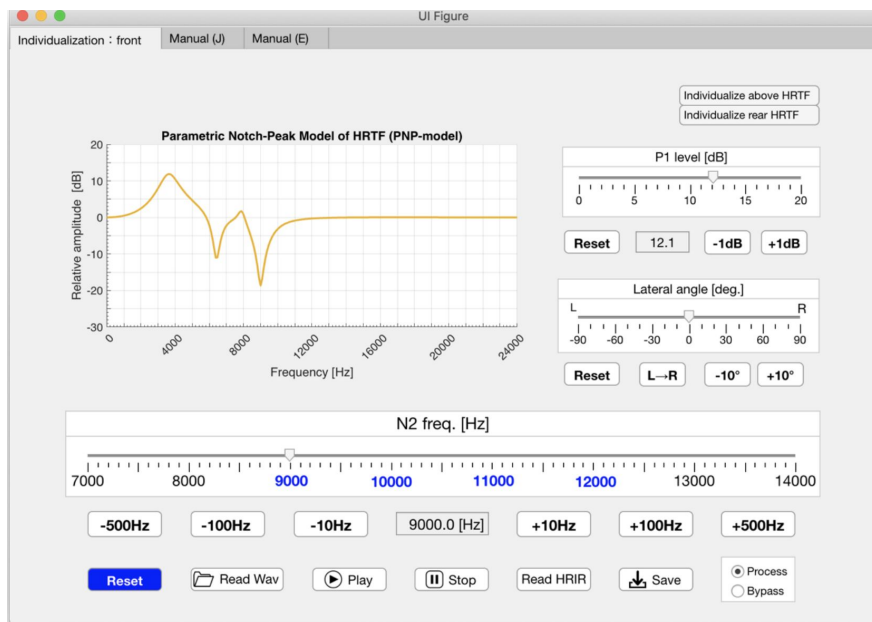 UI Figure
Individualization：front
Manual (J)
Manual (E)
Individualize above HRTF
Individualize rear HRTF
Parametric Notch-Peak Model of HRTF (PNP-model)
Relative amplitude [dB]
20
10
0
-10
-20
-30
0 4000 8000 12000 16000 20000 24000
Frequency [Hz]
P1 level [dB]
0 5 10 15 20
Reset 12.1 -1dB +1dB
Lateral angle [deg.]
L R
-90 -60 -30 0 30 60 90
Reset L→R -10° +10°
N2 freq. [Hz]
7000 8000 9000 10000 11000 12000 13000 14000
-500Hz -100Hz -10Hz 9000.0 [Hz] +10Hz +100Hz +500Hz
Reset Read Wav Play Stop Read HRIR Save
Process
Bypass